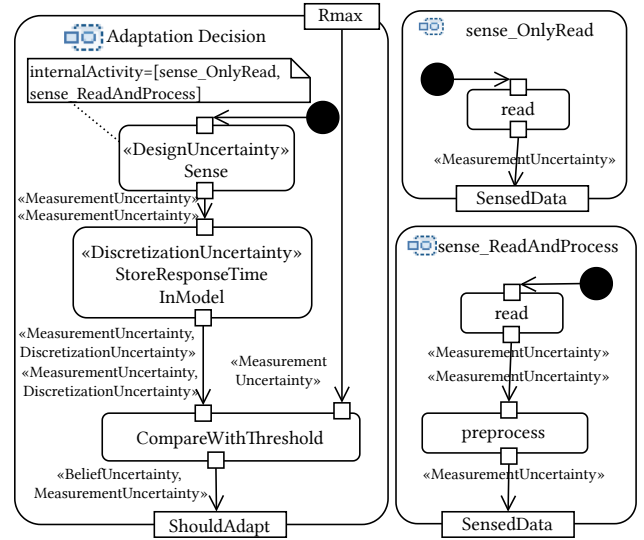 Rmax
Adaptation Decision
internalActivity=[sense_OnlyRead,
sense_ReadAndProcess]
«DesignUncertainty»
Sense
«MeasurementUncertainty»
«MeasurementUncertainty»
«DiscretizationUncertainty»
StoreResponseTime
InModel
«MeasurementUncertainty,
DiscretizationUncertainty»
«MeasurementUncertainty,
DiscretizationUncertainty»
«Measurement
Uncertainty»
CompareWithThreshold
«BeliefUncertainty,
MeasurementUncertainty»
ShouldAdapt
sense_OnlyRead
read
«MeasurementUncertainty»
SensedData
sense_ReadAndProcess
read
«MeasurementUncertainty»
«MeasurementUncertainty»
preprocess
«MeasurementUncertainty»
SensedData